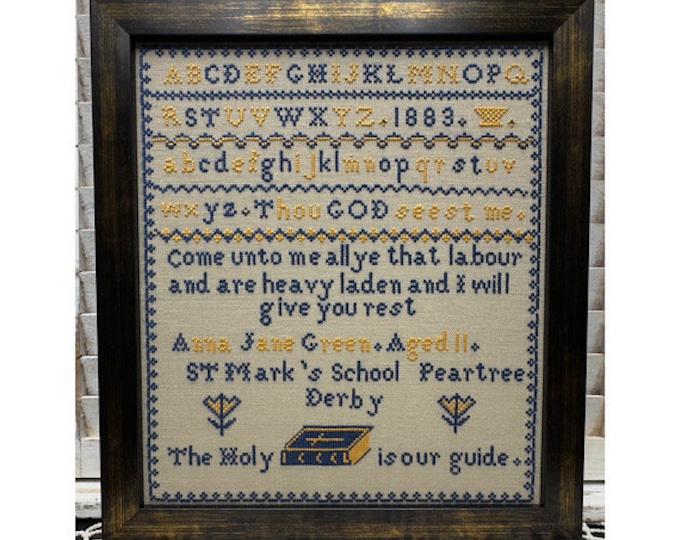 ABCDEFGHIJKLMNOPQ
RSTUVWXYZ. 1883.
abcdefghijklmnopqrstuv
wxyz. Thou GOD seest me.
Come unto me all ye that labour
and are heavy laden and I will
give you rest
Anna Jane Green. Aged 11.
ST Mark's School Peartree
Derby
The Holy is our guide.